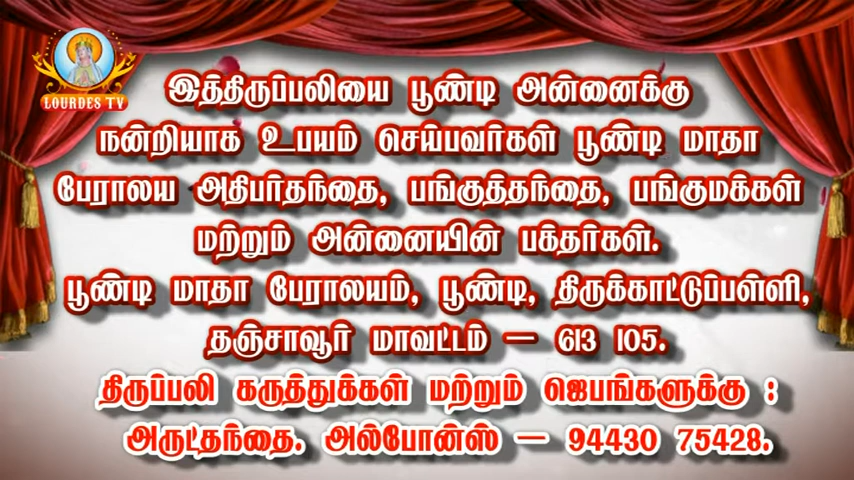 LOURDES TV
இத்திருப்பலியை பூண்டி அன்னைக்கு
நன்றியாக உபயம் செய்பவர்கள் பூண்டி மாதா
பேராலய அதிபர்தந்தை, பங்குத்தந்தை, பங்குமக்கள்
மற்றும் அன்னையின் பக்தர்கள்.
பூண்டி மாதா பேராலயம், பூண்டி, திருக்காட்டுப்பள்ளி,
தஞ்சாவூர் மாவட்டம் – 613 105.
திருப்பலி கருத்துக்கள் மற்றும் ஜெபங்களுக்கு :
அருட்தந்தை. அல்போன்ஸ் – 94430 75428.